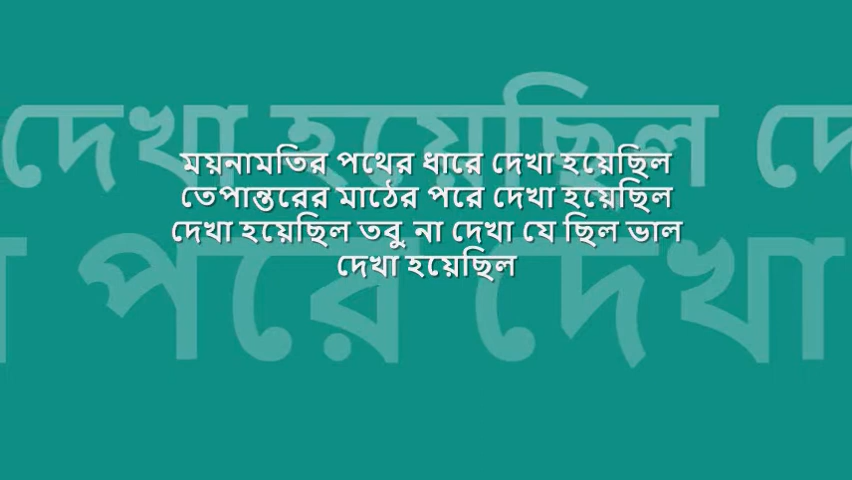 ময়নামতির পথের ধারে দেখা হয়েছিল
তেপান্তরের মাঠের পরে দেখা হয়েছিল
দেখা হয়েছিল তবু না দেখা যে ছিল ভাল
দেখা হয়েছিল
দেখা হয়েছিল
পরে দেখা